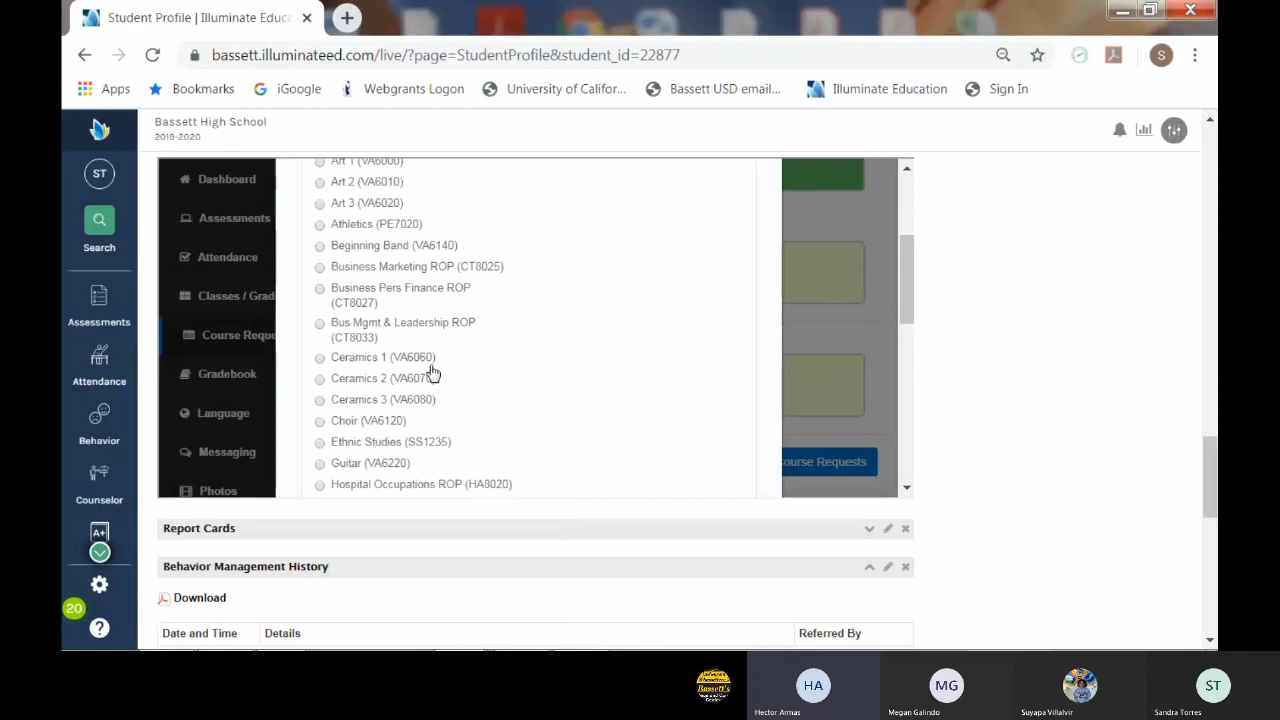 Student Profile | Illuminate Educa
bassett.illuminateed.com/live/?page=StudentProfile&student_id=22877
S
Apps
Bookmarks
iGoogle
Webgrants Logon
University of Califor...
Bassett USD email...
Illuminate Education
Sign In
Bassett High School
2019-2020
ST
Search
Assessments
Attendance
Behavior
Counselor
A+
20
?
Dashboard
Assessments
Attendance
Classes / Grad
Course Reque
Gradebook
Language
Messaging
Photos
Art 1 (VA6000)
Art 2 (VA6010)
Art 3 (VA6020)
Athletics (PE7020)
Beginning Band (VA6140)
Business Marketing ROP (CT8025)
Business Pers Finance ROP
(CT8027)
Bus Mgmt & Leadership ROP
(CT8033)
Ceramics 1 (VA6060)
Ceramics 2 (VA607
Ceramics 3 (VA6080)
Choir (VA6120)
Ethnic Studies (SS1235)
Guitar (VA6220)
Hospital Occupations ROP (HA8020)
ourse Requests
Report Cards
Behavior Management History
Download
Date and Time
Details
Referred By
Bassett's
HA
Hector Armas
MG
Megan Galindo
Suyapa Villalvir
ST
Sandra Torres